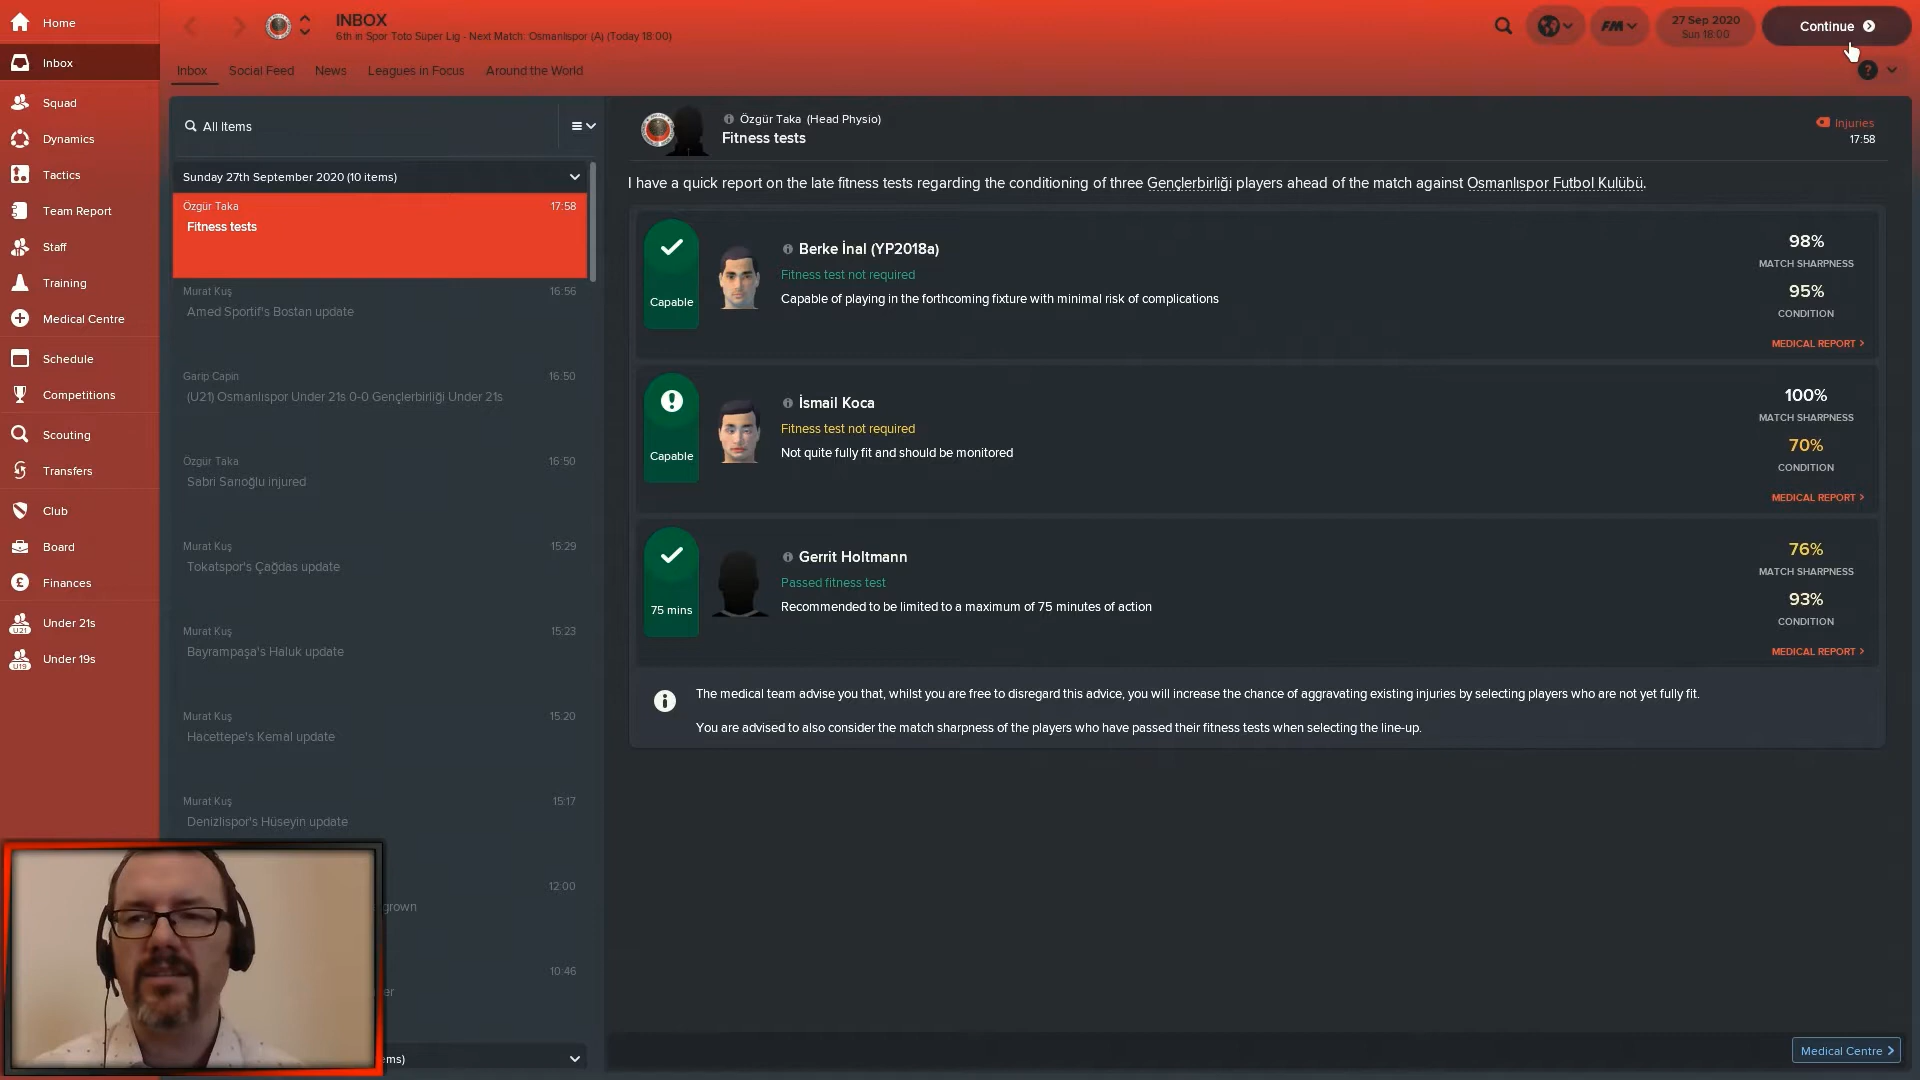 Home
Inbox
Squad
Dynamics
Tactics
Team Report
Staff
Training
Medical Centre
Schedule
Competitions
Scouting
Transfers
Club
Board
Finances
U21
Under 21s
U19
Under 19s
INBOX
6th in Spor Toto Süper Lig - Next Match: Osmanlıspor (A) (Today 18:00)
FM
27 Sep 2020
Sun 18:00
Continue
Inbox
Social Feed
News
Leagues in Focus
Around the World
?
All Items
Sunday 27th September 2020 (10 items)
Özgür Taka 17:58
Fitness tests
Murat Kuş 16:56
Amed Sportif's Bostan update
Garip Capin 16:50
(U21) Osmanlıspor Under 21s 0-0 Gençlerbirliği Under 21s
Özgür Taka 16:50
Sabri Sarıoğlu injured
Murat Kuş 15:29
Tokatspor's Çağdas update
Murat Kuş 15:23
Bayrampaşa's Haluk update
Murat Kuş 15:20
Hacettepe's Kemal update
Murat Kuş 15:17
Denizlispor's Hüseyin update
12:00
grown
10:46
er
ems)
Özgür Taka (Head Physio)
Fitness tests
Injuries
17:58
I have a quick report on the late fitness tests regarding the conditioning of three Gençlerbirliği players ahead of the match against Osmanlıspor Futbol Kulübü.
Capable
Berke İnal (YP2018a)
Fitness test not required
Capable of playing in the forthcoming fixture with minimal risk of complications
98%
MATCH SHARPNESS
95%
CONDITION
MEDICAL REPORT >
Capable
İsmail Koca
Fitness test not required
Not quite fully fit and should be monitored
100%
MATCH SHARPNESS
70%
CONDITION
MEDICAL REPORT >
75 mins
Gerrit Holtmann
Passed fitness test
Recommended to be limited to a maximum of 75 minutes of action
76%
MATCH SHARPNESS
93%
CONDITION
MEDICAL REPORT >
The medical team advise you that, whilst you are free to disregard this advice, you will increase the chance of aggravating existing injuries by selecting players who are not yet fully fit.
You are advised to also consider the match sharpness of the players who have passed their fitness tests when selecting the line-up.
Medical Centre >